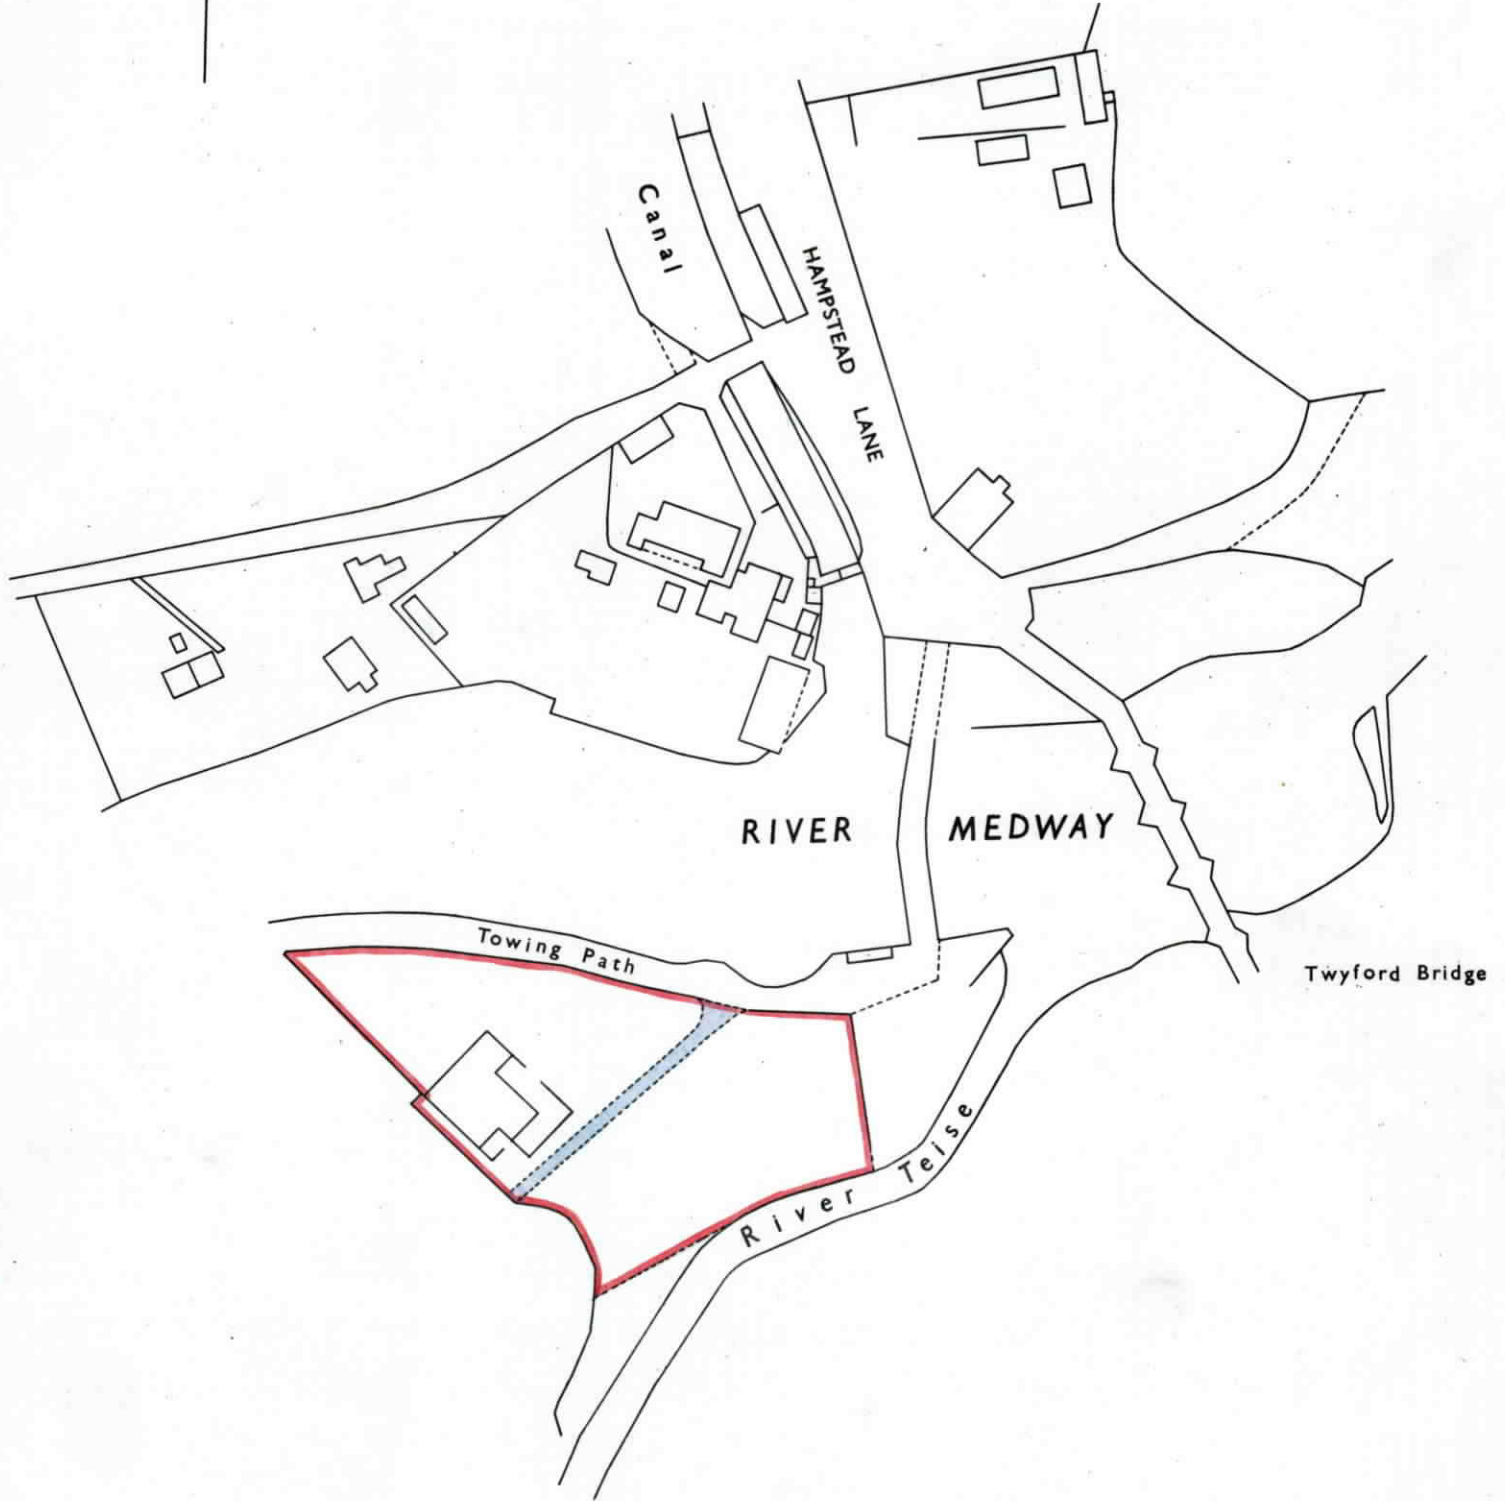 Canal
HAMPSTEAD LANE
RIVER MEDWAY
Towing Path
Twyford Bridge
River Teise